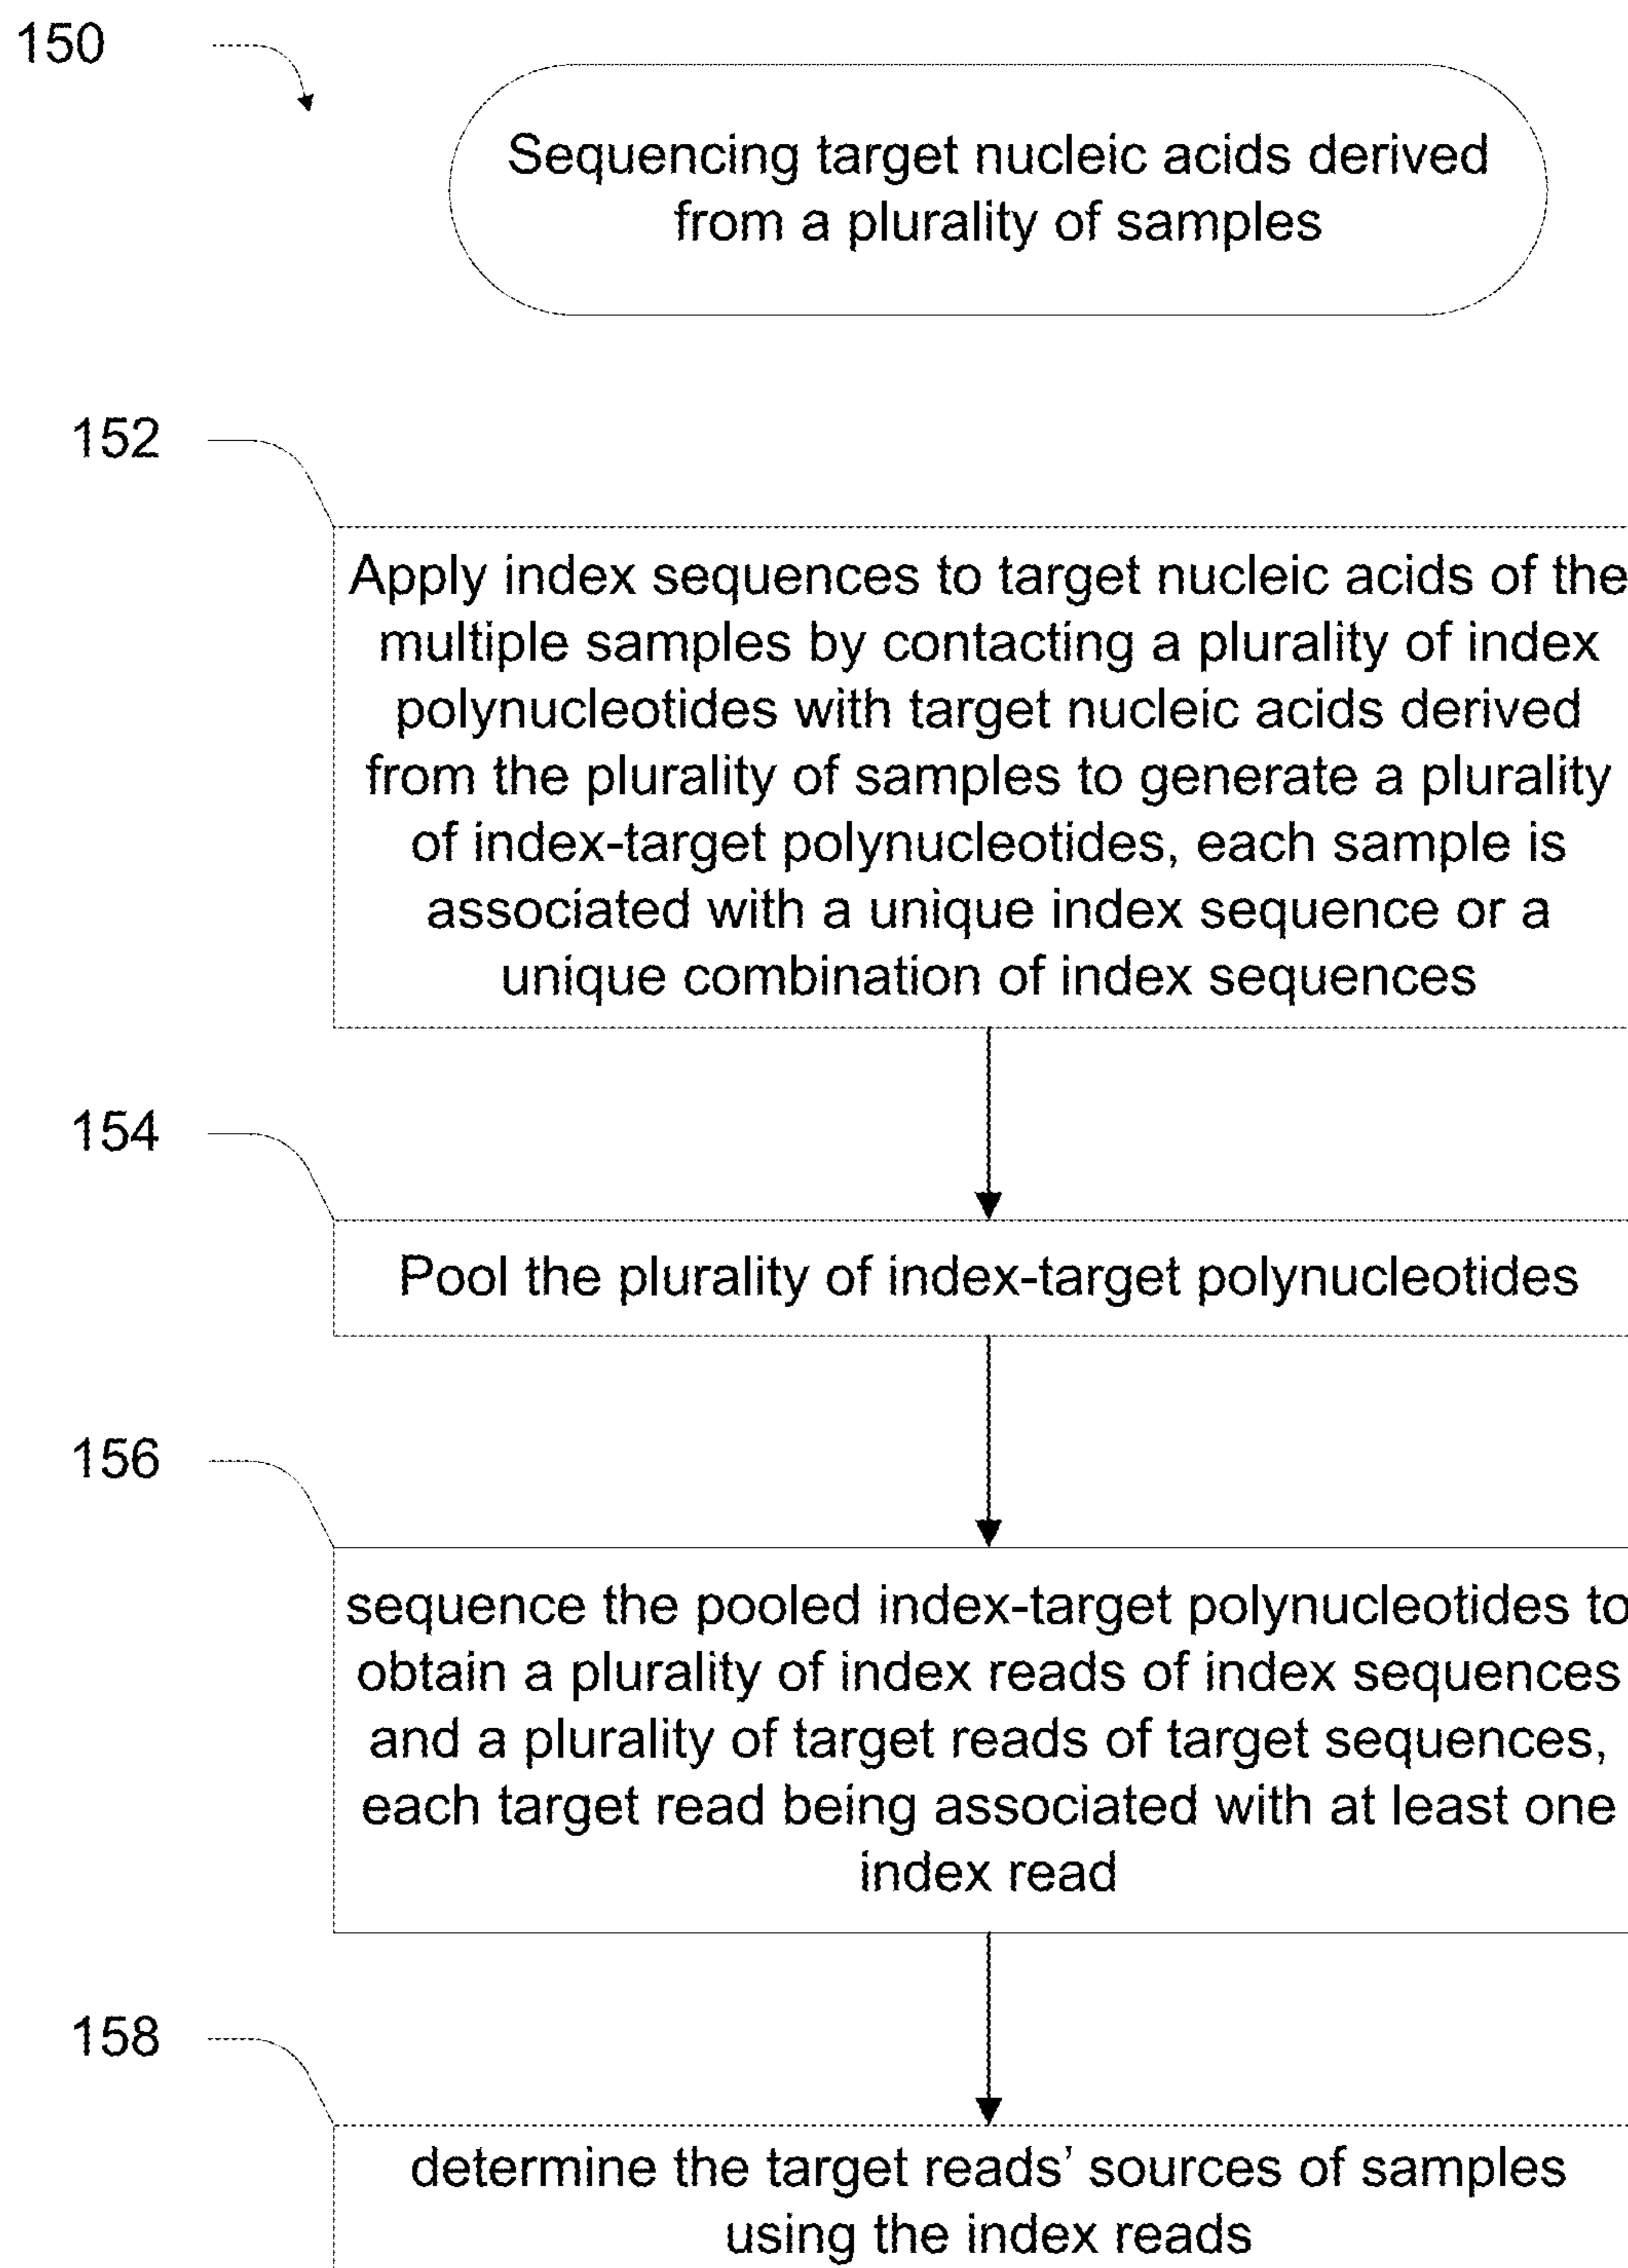 150
Sequencing target nucleic acids derived
from a plurality of samples
152
Apply index sequences to target nucleic acids of the
multiple samples by contacting a plurality of index
polynucleotides with target nucleic acids derived
from the plurality of samples to generate a plurality
of index-target polynucleotides, each sample is
associated with a unique index sequence or a
unique combination of index sequences
154
Pool the plurality of index-target polynucleotides
156
sequence the pooled index-target polynucleotides to
obtain a plurality of index reads of index sequences
and a plurality of target reads of target sequences,
each target read being associated with at least one
index read
158
determine the target reads’ sources of samples
using the index reads